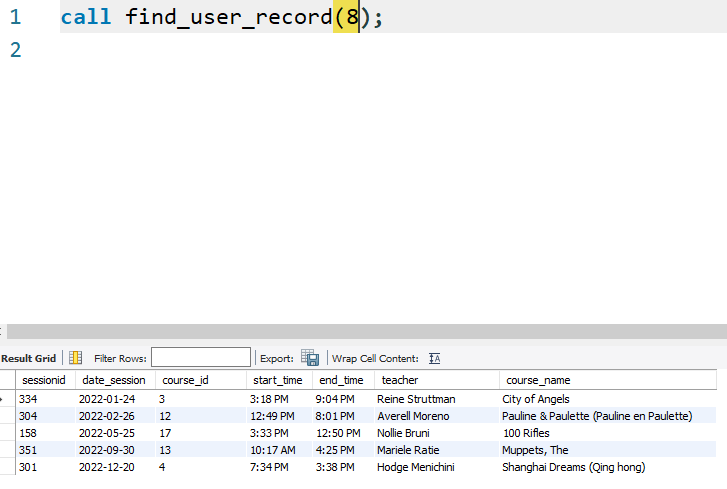 1 call find_user_record(8);
2
Result Grid Filter Rows: Export: Wrap Cell Content: IA
sessionid date_session course_id start_time end_time teacher course_name
334 2022-01-24 3 3:18 PM 9:04 PM Reine Struttman City of Angels
304 2022-02-26 12 12:49 PM 8:01 PM Averell Moreno Pauline & Paulette (Pauline en Paulette)
158 2022-05-25 17 3:33 PM 12:50 PM Nollie Bruni 100 Rifles
351 2022-09-30 13 10:17 AM 4:25 PM Mariele Ratie Muppets, The
301 2022-12-20 4 7:34 PM 3:38 PM Hodge Menichini Shanghai Dreams (Qing hong)